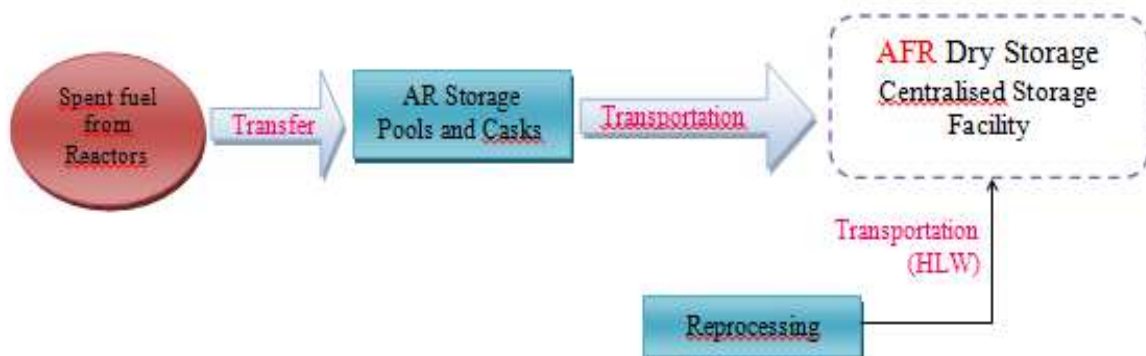 Spent fuel
from
Reactors
Transfer
AR Storage
Pools and Casks
Transportation
AFR Dry Storage
Centralised Storage
Facility
Transportation
(HLW)
Reprocessing